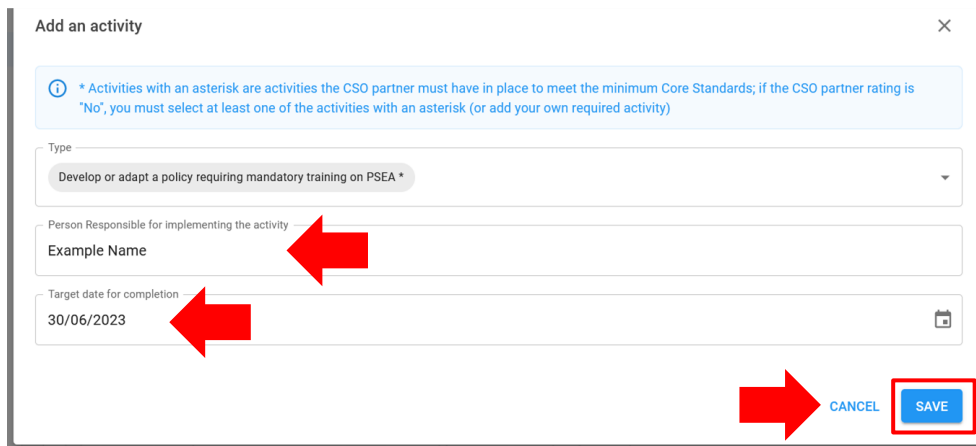 Add an activity
* Activities with an asterisk are activities the CSO partner must have in place to meet the minimum Core Standards; if the CSO partner rating is
"No", you must select at least one of the activities with an asterisk (or add your own required activity)
Type
Develop or adapt a policy requiring mandatory training on PSEA *
Person Responsible for implementing the activity
Example Name
Target date for completion
30/06/2023
CANCEL SAVE